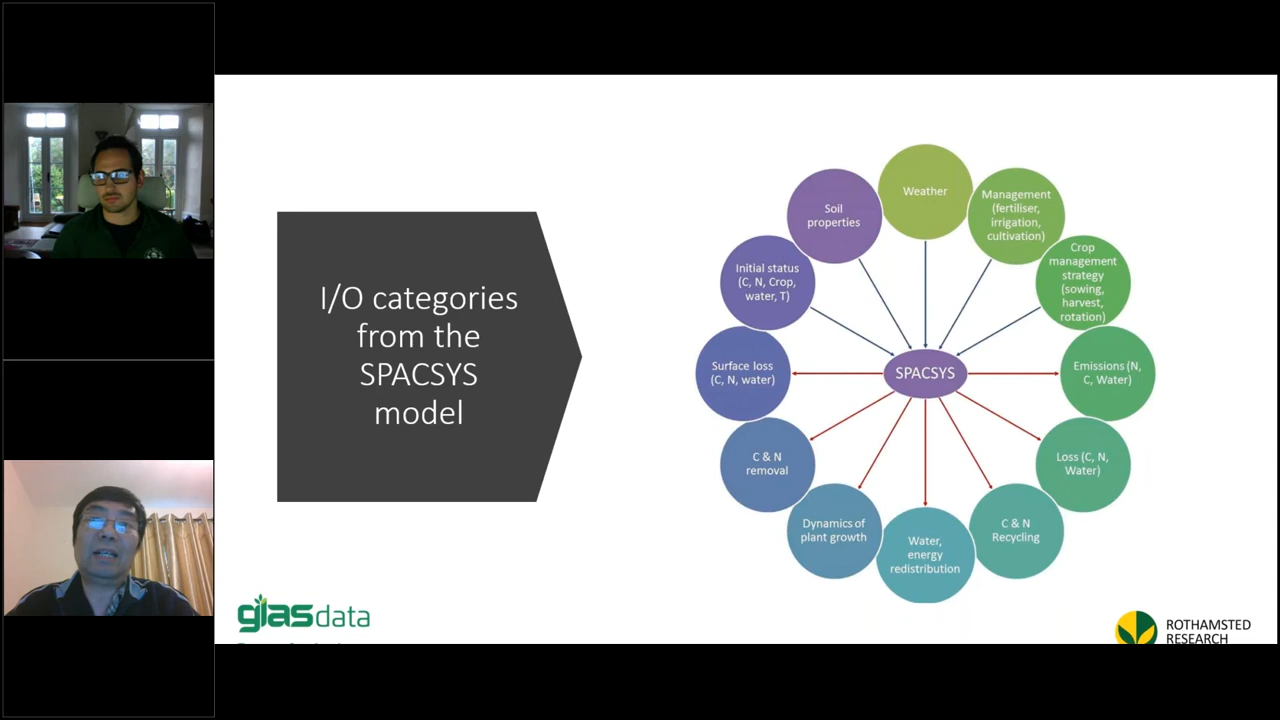 I/O categories
from the
SPACSYS
model
Weather
Soil
properties
Management
(fertiliser,
irrigation,
cultivation)
Initial status
(C, N, Crop,
water, T)
Crop
management
strategy
(sowing,
harvest,
rotation)
Surface loss
(C, N, water)
SPACSYS
Emissions (N,
C, Water)
C & N
removal
Loss (C, N,
Water)
Dynamics of
plant growth
Water,
energy
redistribution
C & N
Recycling
glasdata
ROTHAMSTED
RESEARCH